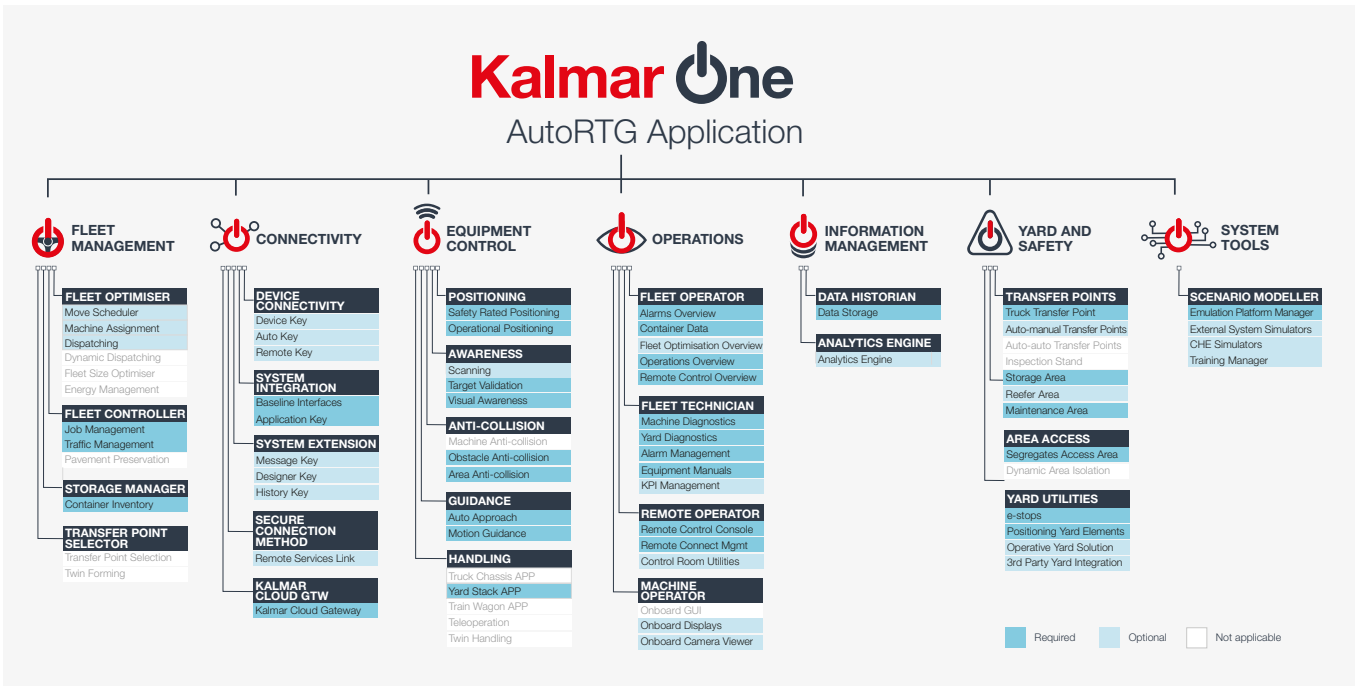 Kalmar One
AutoRTG Application
FLEET
MANAGEMENT
FLEET OPTIMISER
Move Scheduler
Machine Assignment
Dispatching
Dynamic Dispatching
Fleet Size Optimiser
Energy Management
FLEET CONTROLLER
Job Management
Traffic Management
Pavement Preservation
STORAGE MANAGER
Container Inventory
TRANSFER POINT
SELECTOR
Transfer Point Selection
Twin Forming
CONNECTIVITY
DEVICE
CONNECTIVITY
Device Key
Auto Key
Remote Key
SYSTEM
INTEGRATION
Baseline Interfaces
Application Key
SYSTEM EXTENSION
Message Key
Designer Key
History Key
SECURE
CONNECTION
METHOD
Remote Services Link
KALMAR
CLOUD GTW
Kalmar Cloud Gateway
EQUIPMENT
CONTROL
POSITIONING
Safety Rated Positioning
Operational Positioning
AWARENESS
Scanning
Target Validation
Visual Awareness
ANTI-COLLISION
Machine Anti-collision
Obstacle Anti-collision
Area Anti-collision
GUIDANCE
Auto Approach
Motion Guidance
HANDLING
Truck Chassis APP
Yard Stack APP
Train Wagon APP
Teleoperation
Twin Handling
OPERATIONS
FLEET OPERATOR
Alarms Overview
Container Data
Fleet Optimisation Overview
Operations Overview
Remote Control Overview
FLEET TECHNICIAN
Machine Diagnostics
Yard Diagnostics
Alarm Management
Equipment Manuals
KPI Management
REMOTE OPERATOR
Remote Control Console
Remote Connect Mgmt
Control Room Utilities
MACHINE
OPERATOR
Onboard GUI
Onboard Displays
Onboard Camera Viewer
INFORMATION
MANAGEMENT
DATA HISTORIAN
Data Storage
ANALYTICS ENGINE
Analytics Engine
YARD AND
SAFETY
TRANSFER POINTS
Truck Transfer Point
Auto-manual Transfer Points
Auto-auto Transfer Points
Inspection Stand
Storage Area
Reefer Area
Maintenance Area
AREA ACCESS
Segregates Access Area
Dynamic Area Isolation
YARD UTILITIES
e-stops
Positioning Yard Elements
Operative Yard Solution
3rd Party Yard Integration
SYSTEM
TOOLS
SCENARIO MODELLER
Emulation Platform Manager
External System Simulators
CHE Simulators
Training Manager
Required
Optional
Not applicable